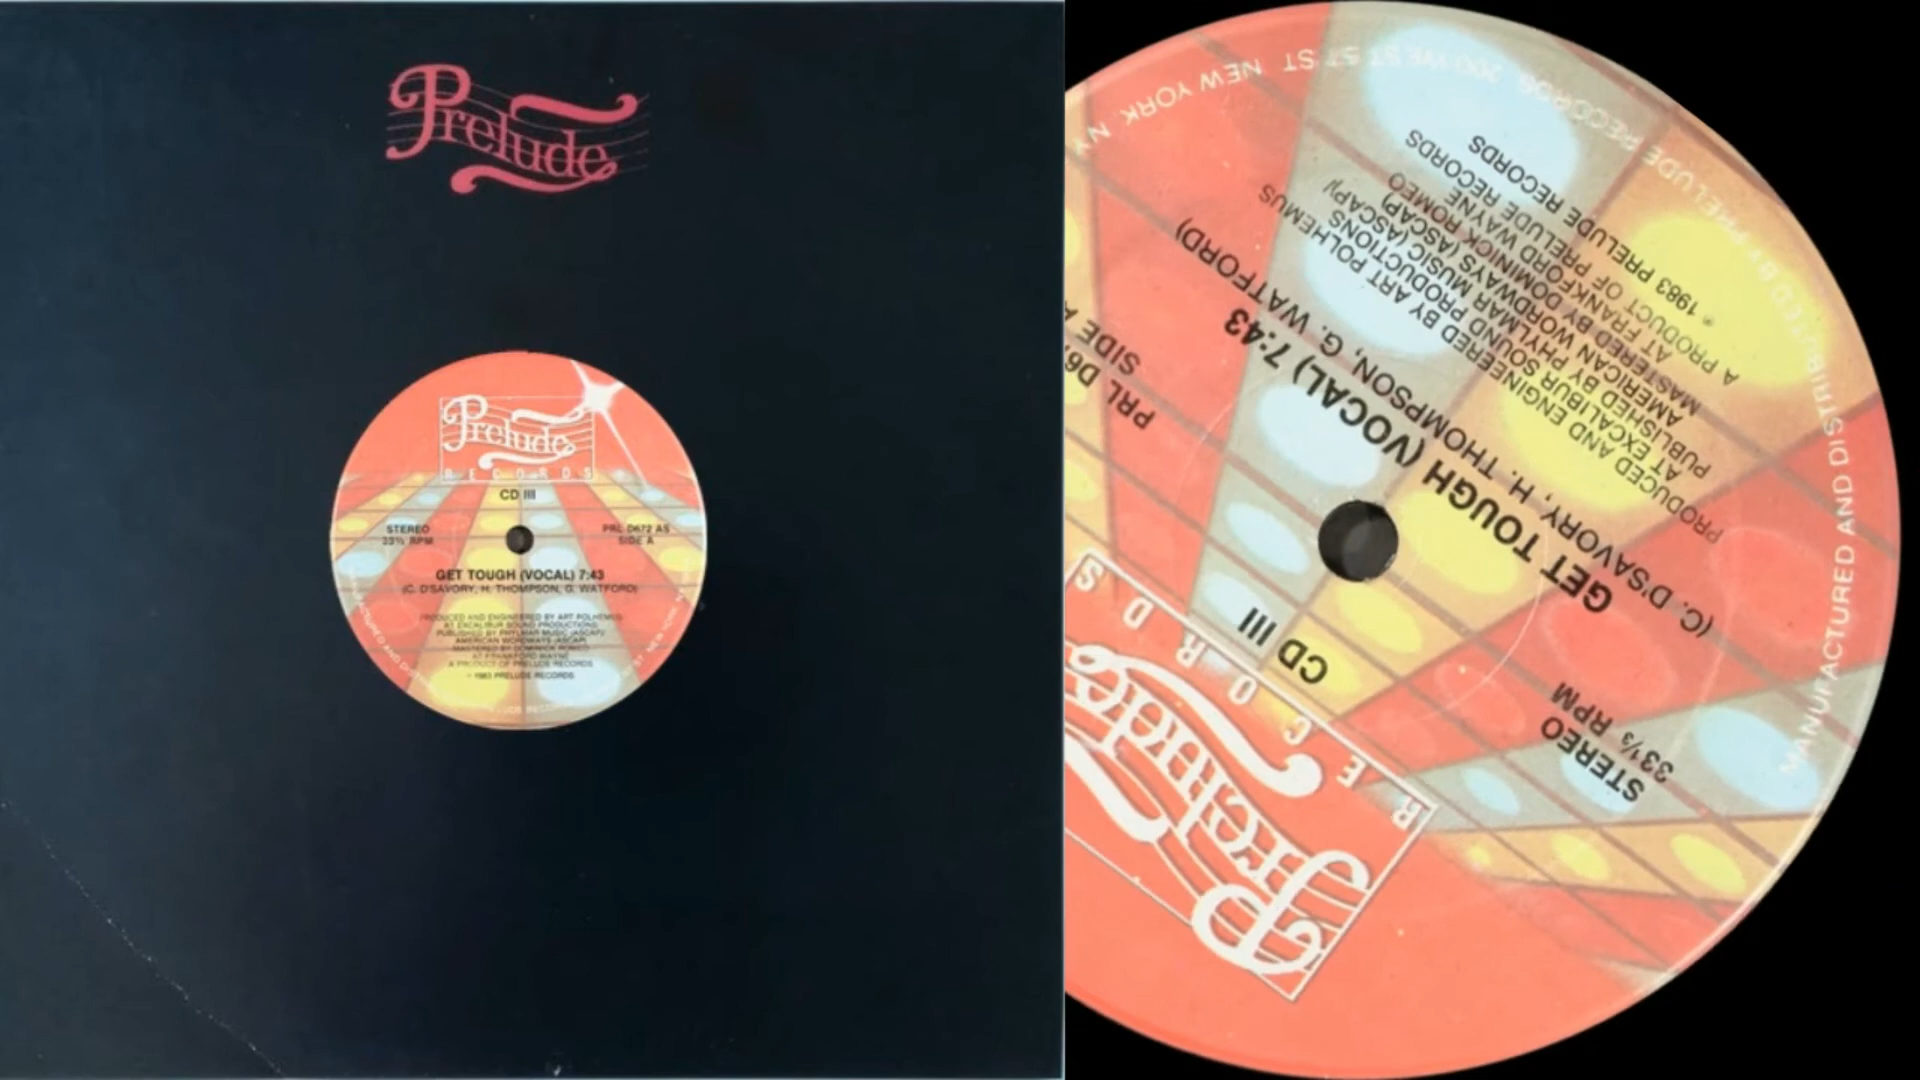 Prelude
Prelude
RECORDS
CD III
STEREO
33⅓ RPM
PRL D672 AS
SIDE A
GET TOUGH (VOCAL) 7:43
(C. D'SAVORY, H. THOMPSON, G. WATFORD)
PRODUCED AND ENGINEERED BY ART POLHEMUS
AT EXCALIBUR SOUND PRODUCTIONS
PUBLISHED BY PHYLMAR MUSIC (ASCAP)/
AMERICAN WORDWAYS (ASCAP)
MASTERED BY DOMINICK ROMEO
AT FRANKFORD WAYNE
A PRODUCT OF PRELUDE RECORDS
℗ 1983 PRELUDE RECORDS
Prelude
RECORDS
CD III
STEREO
33⅓ RPM
PRL D67
SIDE A
GET TOUGH (VOCAL) 7:43
(C. D'SAVORY, H. THOMPSON, G. WATFORD)
PRODUCED AND ENGINEERED BY ART POLHEMUS
AT EXCALIBUR SOUND PRODUCTIONS
PUBLISHED BY PHYLMAR MUSIC (ASCAP)/
AMERICAN WORDWAYS (ASCAP)
MASTERED BY DOMINICK ROMEO
AT FRANKFORD WAYNE
A PRODUCT OF PRELUDE RECORDS
℗ 1983 PRELUDE RECORDS
MANUFACTURED AND DISTRIBUTED BY PRELUDE RECORDS 200 WEST 57 ST NEW YORK, NY